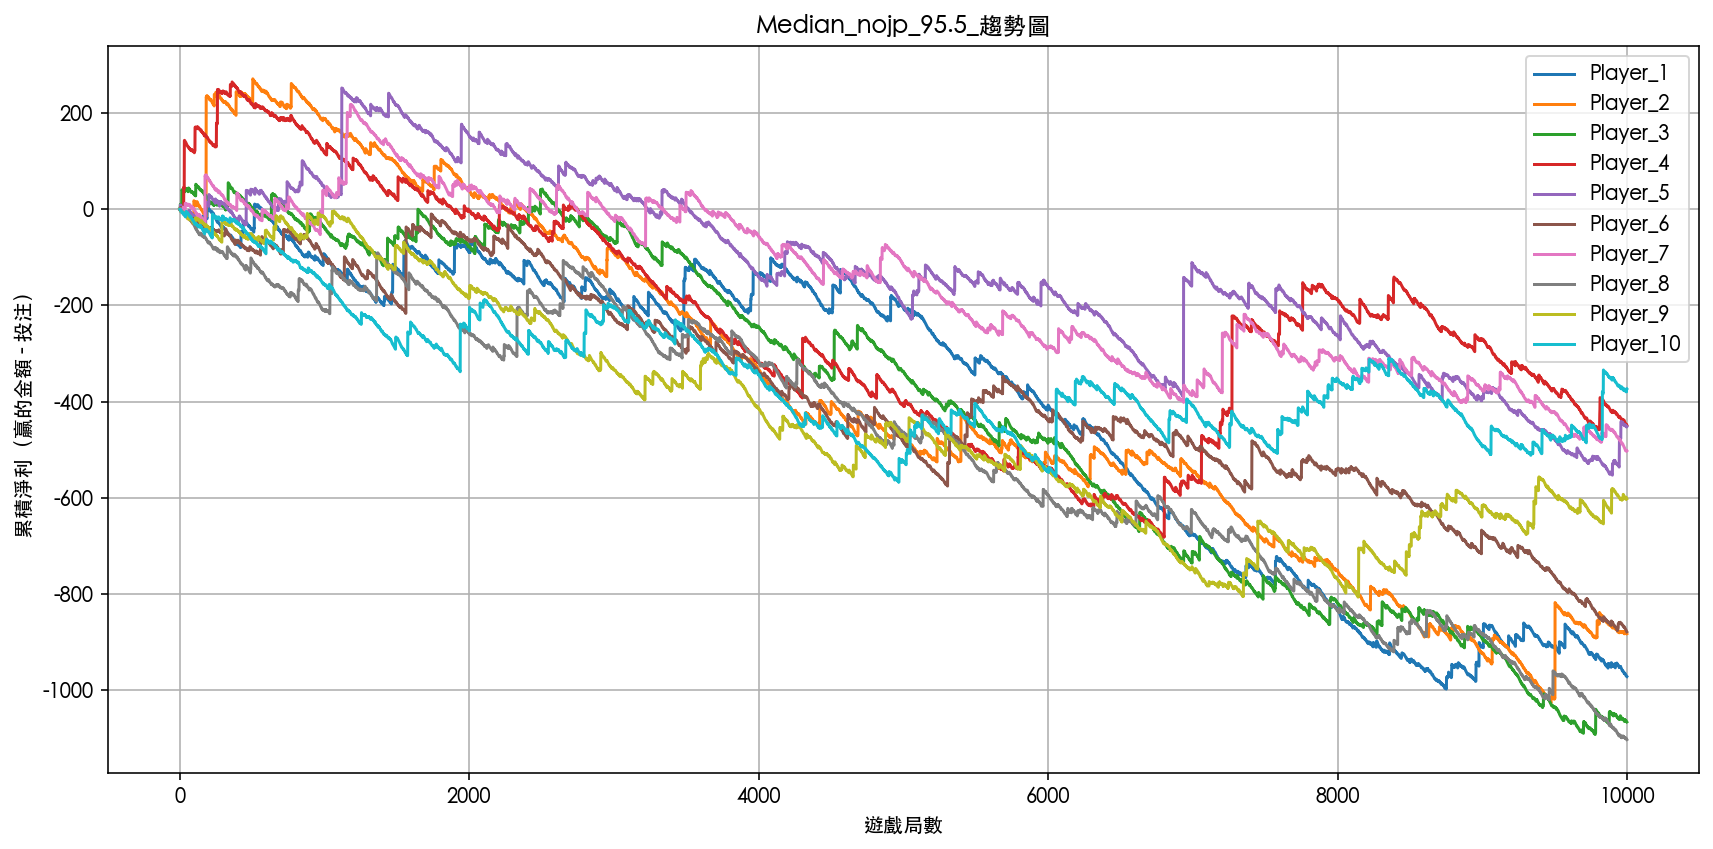 Median_nojp_95.5_趨勢圖
累積淨利 (贏的金額 - 投注)
200
0
-200
-400
-600
-800
-1000
0 2000 4000 6000 8000 10000
遊戲局數
Player_1
Player_2
Player_3
Player_4
Player_5
Player_6
Player_7
Player_8
Player_9
Player_10